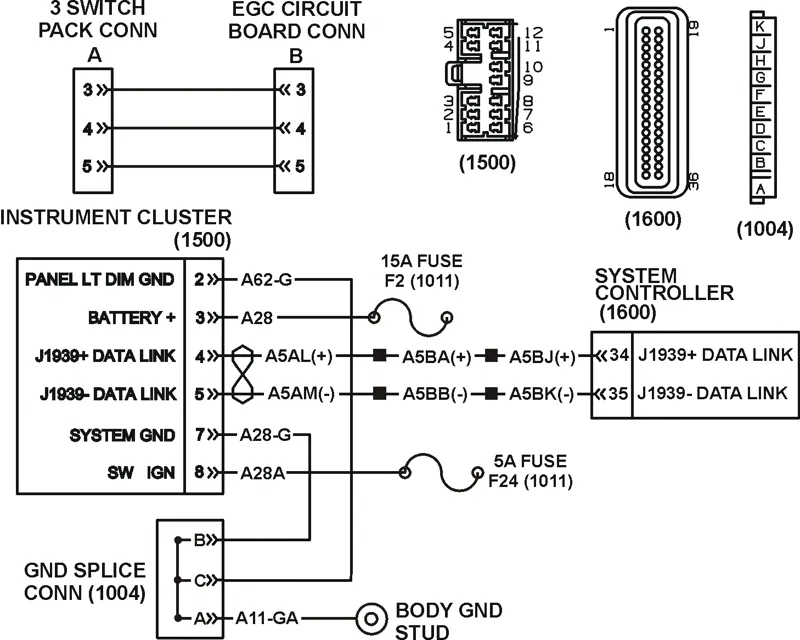 3 SWITCH
PACK CONN
EGC CIRCUIT
BOARD CONN
A
B
3 3
4 4
5 5
5 12
4 11
10
9
3 8
2 7
1 6
(1500)
1 19
18 36
(1600)
K
J
H
G
F
E
D
C
B
A
(1004)
INSTRUMENT CLUSTER
(1500)
PANEL LT DIM GND 2 A62-G
BATTERY + 3 A28
15A FUSE
F2 (1011)
SYSTEM
CONTROLLER
(1600)
J1939+ DATA LINK 4 A5AL(+) A5BA(+) A5BJ(+) 34 J1939+ DATA LINK
J1939- DATA LINK 5 A5AM(-) A5BB(-) A5BK(-) 35 J1939- DATA LINK
SYSTEM GND 7 A28-G
SW IGN 8 A28A
5A FUSE
F24 (1011)
GND SPLICE
CONN (1004)
B
C
A A11-GA
BODY GND
STUD